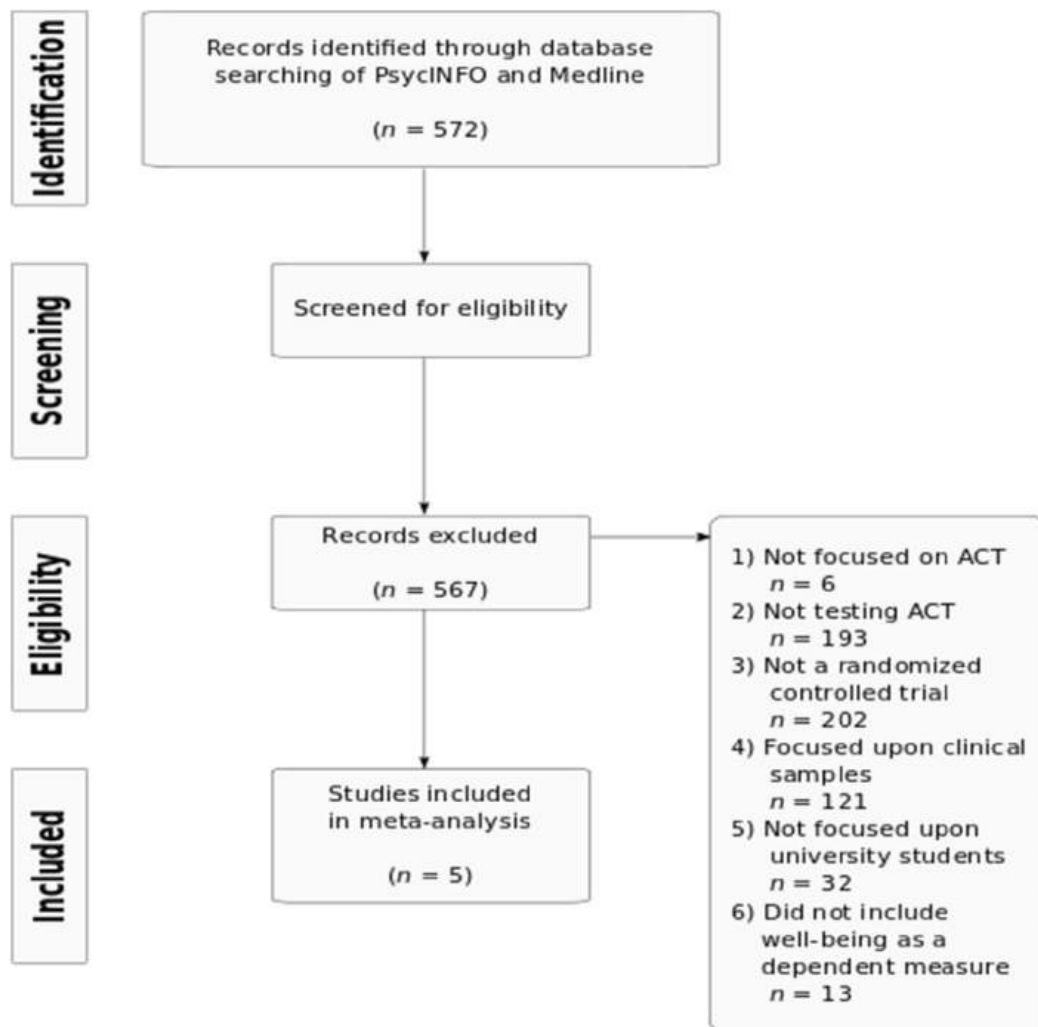 Identification
Records identified through database
searching of PsycINFO and Medline
(n = 572)
Screening
Screened for eligibility
Eligibility
Records excluded
(n = 567)
1) Not focused on ACT
n = 6
2) Not testing ACT
n = 193
3) Not a randomized
controlled trial
n = 202
4) Focused upon clinical
samples
n = 121
5) Not focused upon
university students
n = 32
6) Did not include
well-being as a
dependent measure
n = 13
Included
Studies included
in meta-analysis
(n = 5)